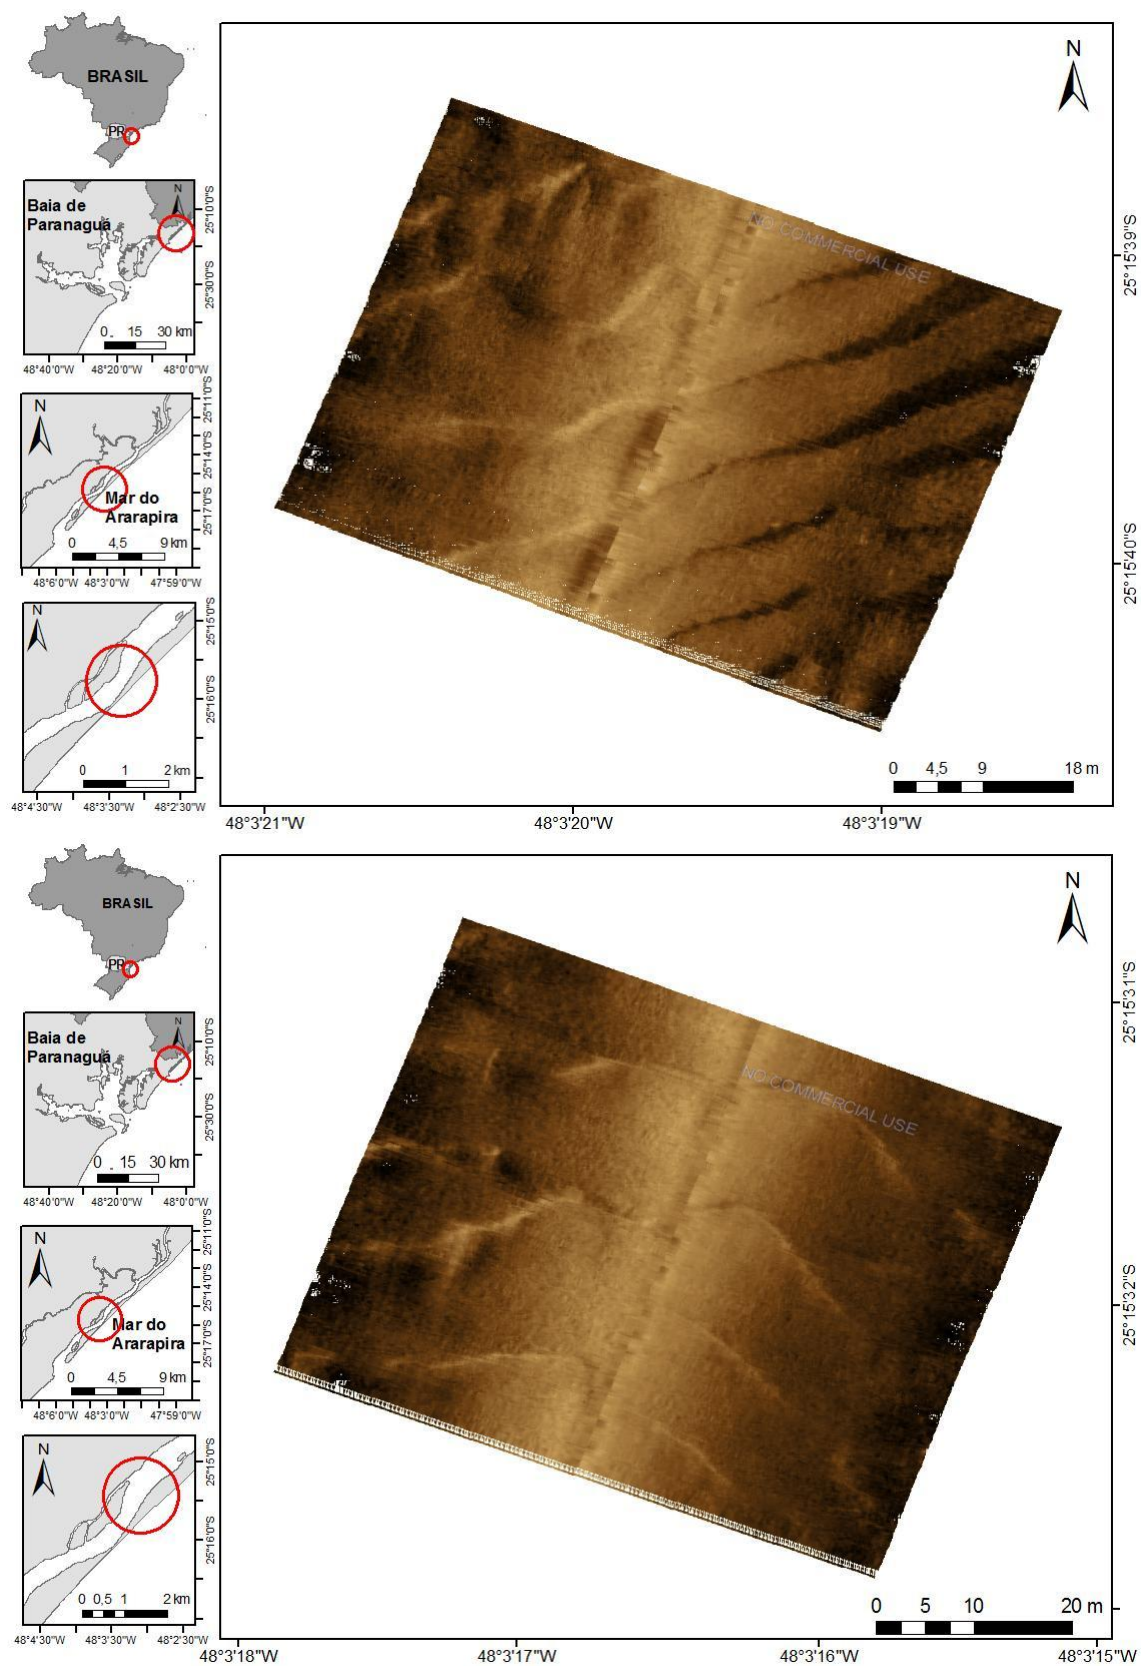 BRASIL
PR
N
Baia de
Paranaguá
0 15 30 km
48°40'0"W 48°20'0"W 48°0'0"W
25°10'0"S
25°30'0"S
N
Mar do
Ararapira
0 4,5 9 km
48°6'0"W 48°3'0"W 47°59'0"W
25°11'0"S
25°14'0"S
25°17'0"S
N
0 1 2 km
48°4'30"W 48°3'30"W 48°2'30"W
25°15'0"S
25°16'0"S
N
NO COMMERCIAL USE
25°15'39"S
25°15'40"S
0 4,5 9 18 m
48°3'21"W 48°3'20"W 48°3'19"W
BRASIL
PR
N
Baia de
Paranaguá
0 15 30 km
48°40'0"W 48°20'0"W 48°0'0"W
25°10'0"S
25°30'0"S
N
Mar do
Ararapira
0 4,5 9 km
48°6'0"W 48°3'0"W 47°59'0"W
25°11'0"S
25°14'0"S
25°17'0"S
N
0 0,5 1 2 km
48°4'30"W 48°3'30"W 48°2'30"W
25°15'0"S
25°16'0"S
N
NO COMMERCIAL USE
25°15'31"S
25°15'32"S
0 5 10 20 m
48°3'18"W 48°3'17"W 48°3'16"W 48°3'15"W